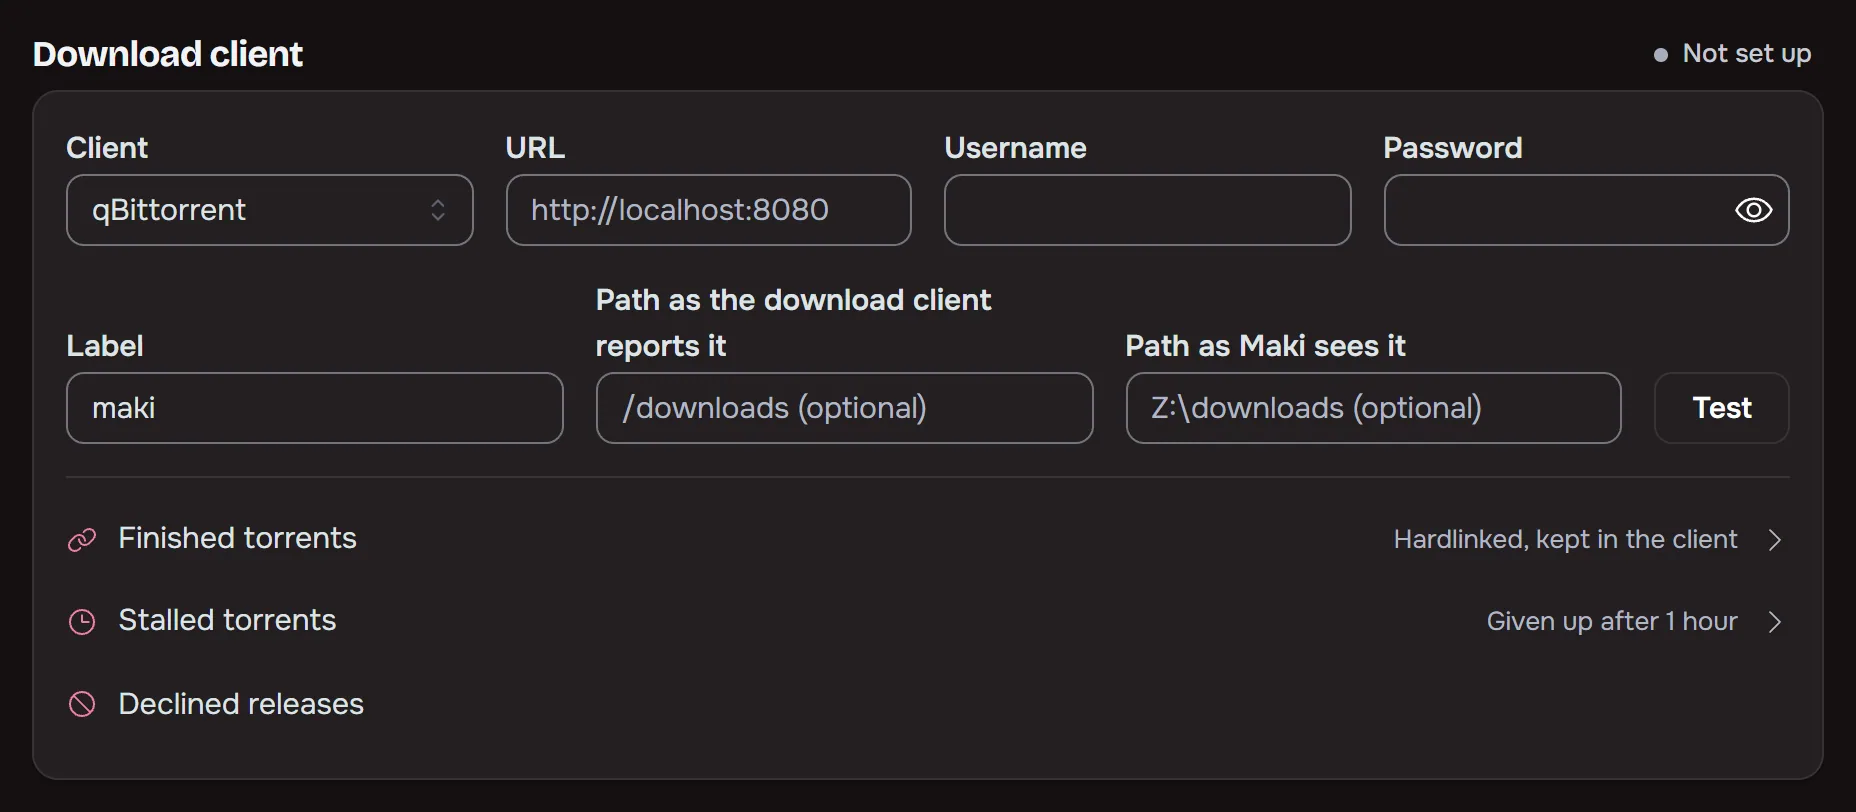 Download client
Not set up
Client
URL
Username
Password
qBittorrent
http://localhost:8080
Label
Path as the download client
reports it
Path as Maki sees it
maki
/downloads (optional)
Z:\downloads (optional)
Test
Finished torrents
Hardlinked, kept in the client
Stalled torrents
Given up after 1 hour
Declined releases